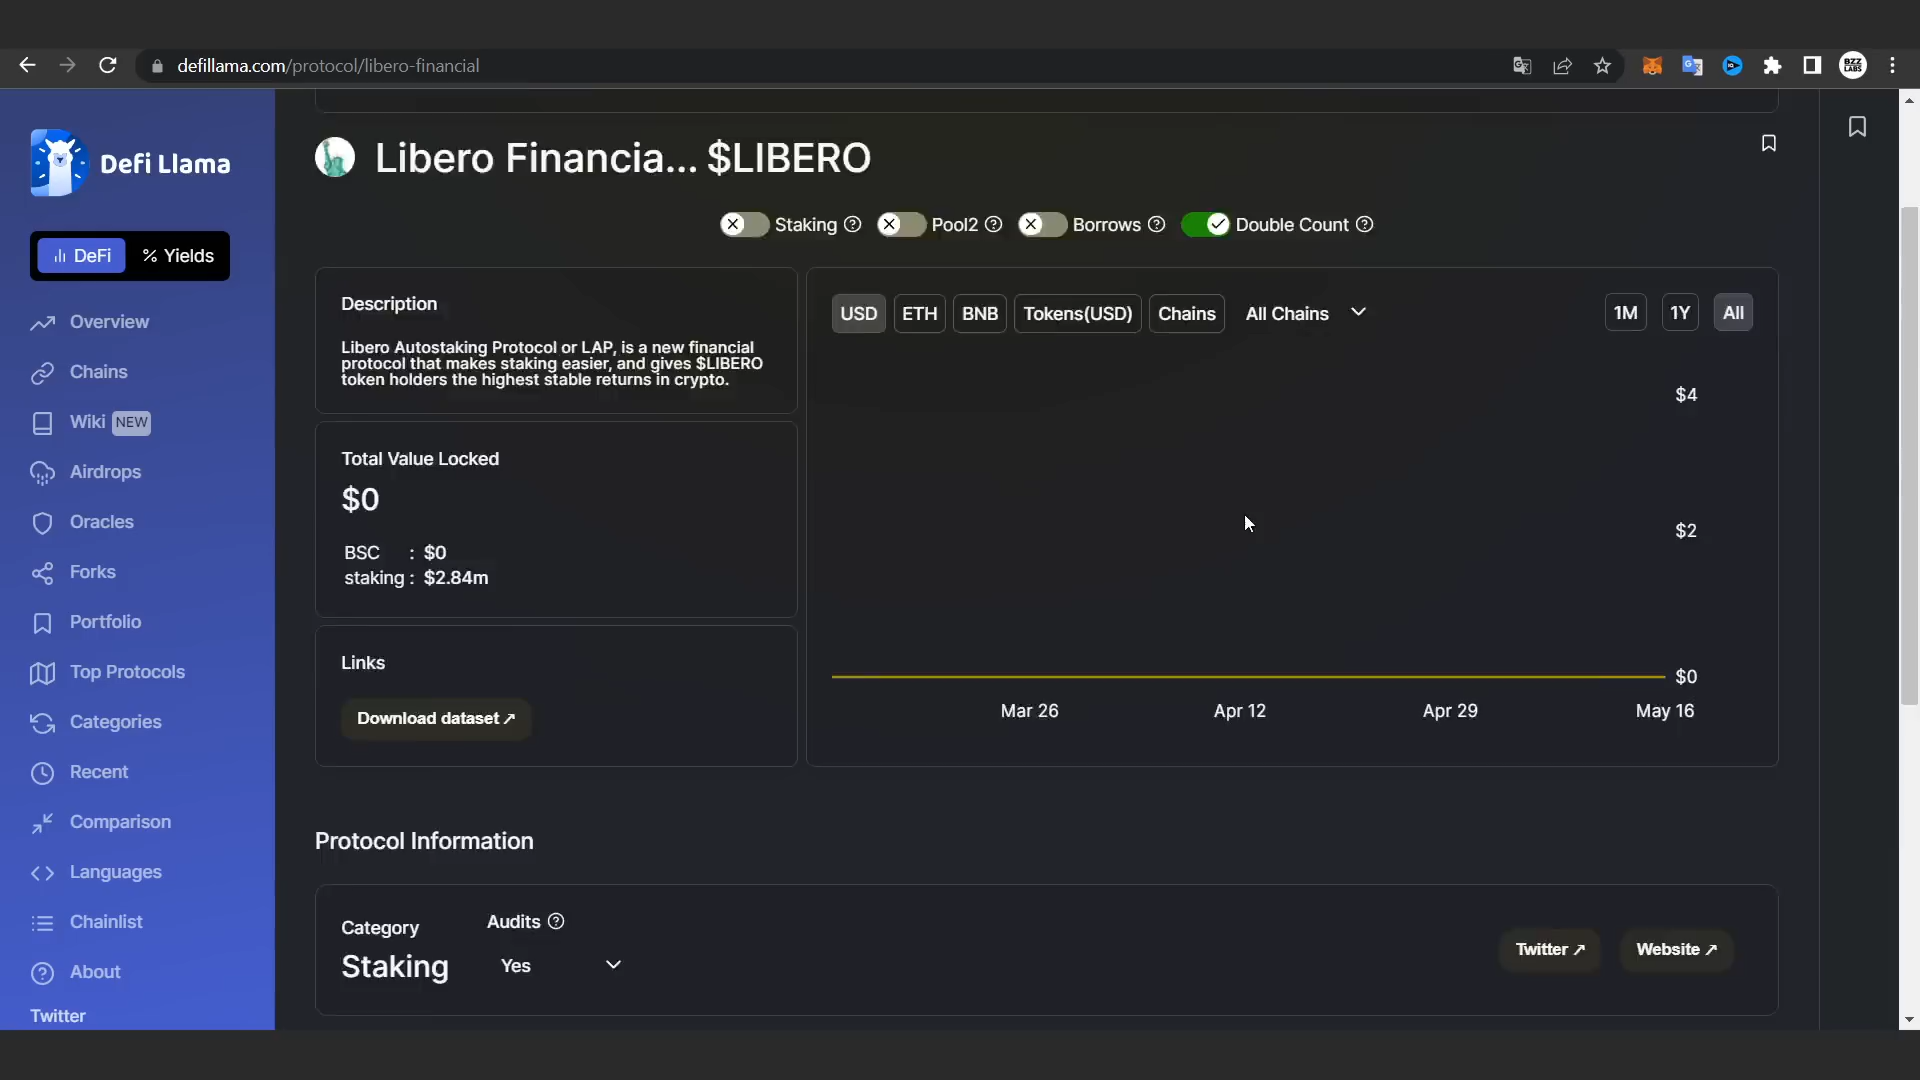 defillama.com/protocol/libero-financial
BZZ
LABS
Defi Llama
DeFi
% Yields
Overview
Chains
Wiki NEW
Airdrops
Oracles
Forks
Portfolio
Top Protocols
Categories
Recent
Comparison
Languages
Chainlist
About
Twitter
Libero Financia... $LIBERO
Staking
Pool2
Borrows
Double Count
Description
Libero Autostaking Protocol or LAP, is a new financial
protocol that makes staking easier, and gives $LIBERO
token holders the highest stable returns in crypto.
Total Value Locked
$0
BSC : $0
staking : $2.84m
Links
Download dataset ↗
USD ETH BNB Tokens(USD) Chains All Chains
1M 1Y All
$4
$2
$0
Mar 26 Apr 12 Apr 29 May 16
Protocol Information
Category
Staking
Audits
Yes
Twitter ↗
Website ↗